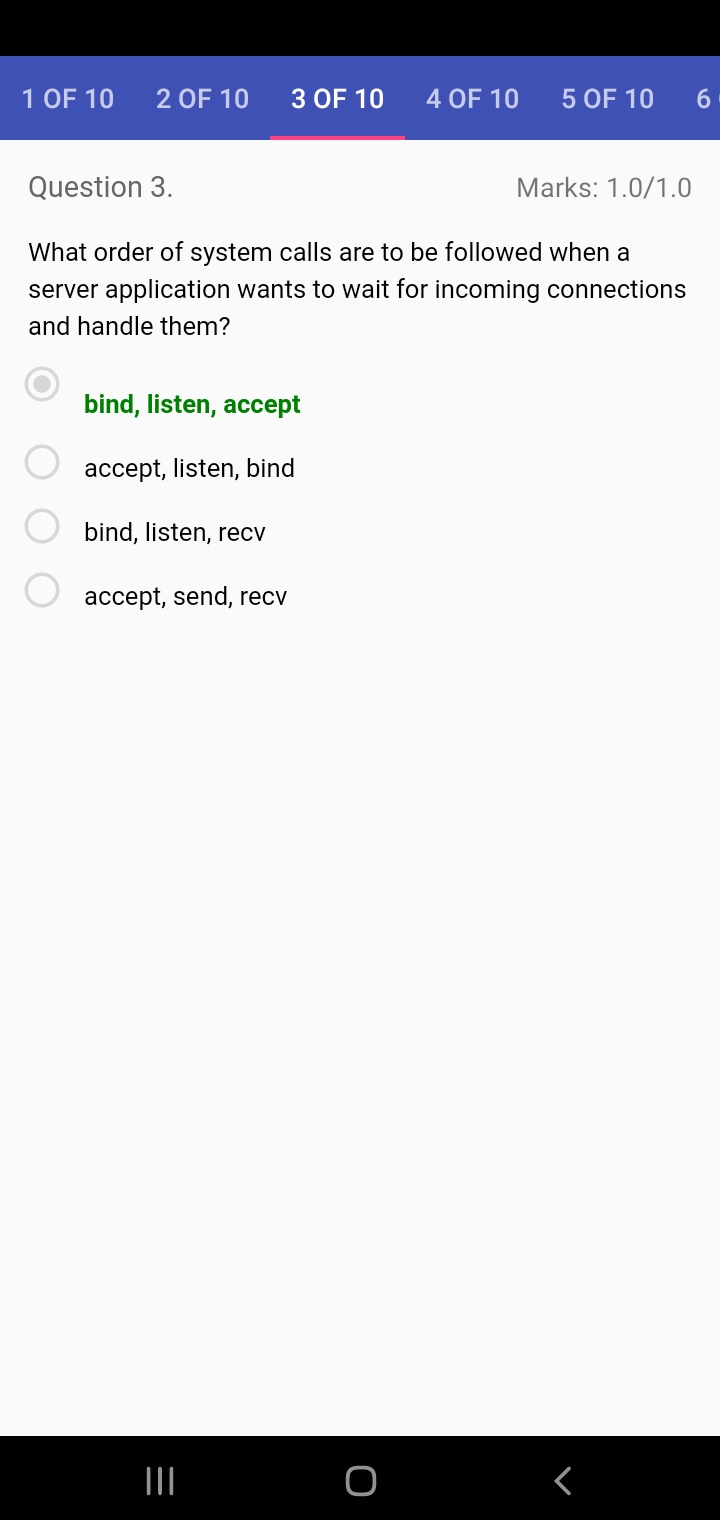 1 OF 10 2 OF 10 3 OF 10 4 OF 10 5 OF 10 6
Question 3. Marks: 1.0/1.0
What order of system calls are to be followed when a
server application wants to wait for incoming connections
and handle them?
bind, listen, accept
accept, listen, bind
bind, listen, recv
accept, send, recv